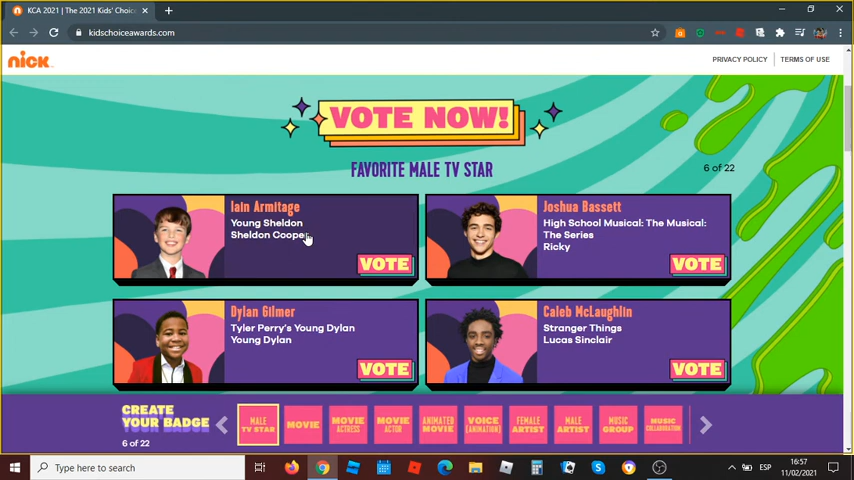 KCA 2021 | The 2021 Kids' Choic
kidschoiceawards.com
nick
PRIVACY POLICY
TERMS OF USE
VOTE NOW!
FAVORITE MALE TV STAR
6 of 22
Iain Armitage
Young Sheldon
Sheldon Cooper
VOTE
Joshua Bassett
High School Musical: The Musical:
The Series
Ricky
VOTE
Dylan Gilmer
Tyler Perry's Young Dylan
Young Dylan
VOTE
Caleb McLaughlin
Stranger Things
Lucas Sinclair
VOTE
CREATE
YOUR BADGE
6 of 22
MALE
TV STAR
MOVIE
MOVIE
ACTRESS
MOVIE
ACTOR
ANIMATED
MOVIE
VOICE
(ANIMATION)
FEMALE
ARTIST
MALE
ARTIST
MUSIC
GROUP
MUSIC
COLLABORATION
Type here to search
ESP
16:57
11/02/2021